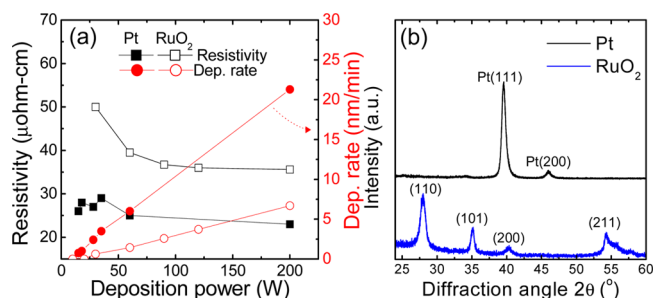 (a)
Pt RuO2
Resistivity
Dep. rate
Resistivity (μohm-cm)
70
60
50
40
30
20
0 50 100 150 200
Deposition power (W)
30
25
20
15
10
5
0
Dep. rate (nm/min)
(b)
Pt
RuO2
Pt(111)
Pt(200)
(110)
(101)
(200)
(211)
Intensity (a.u.)
25 30 35 40 45 50 55 60
Diffraction angle 2θ (°)